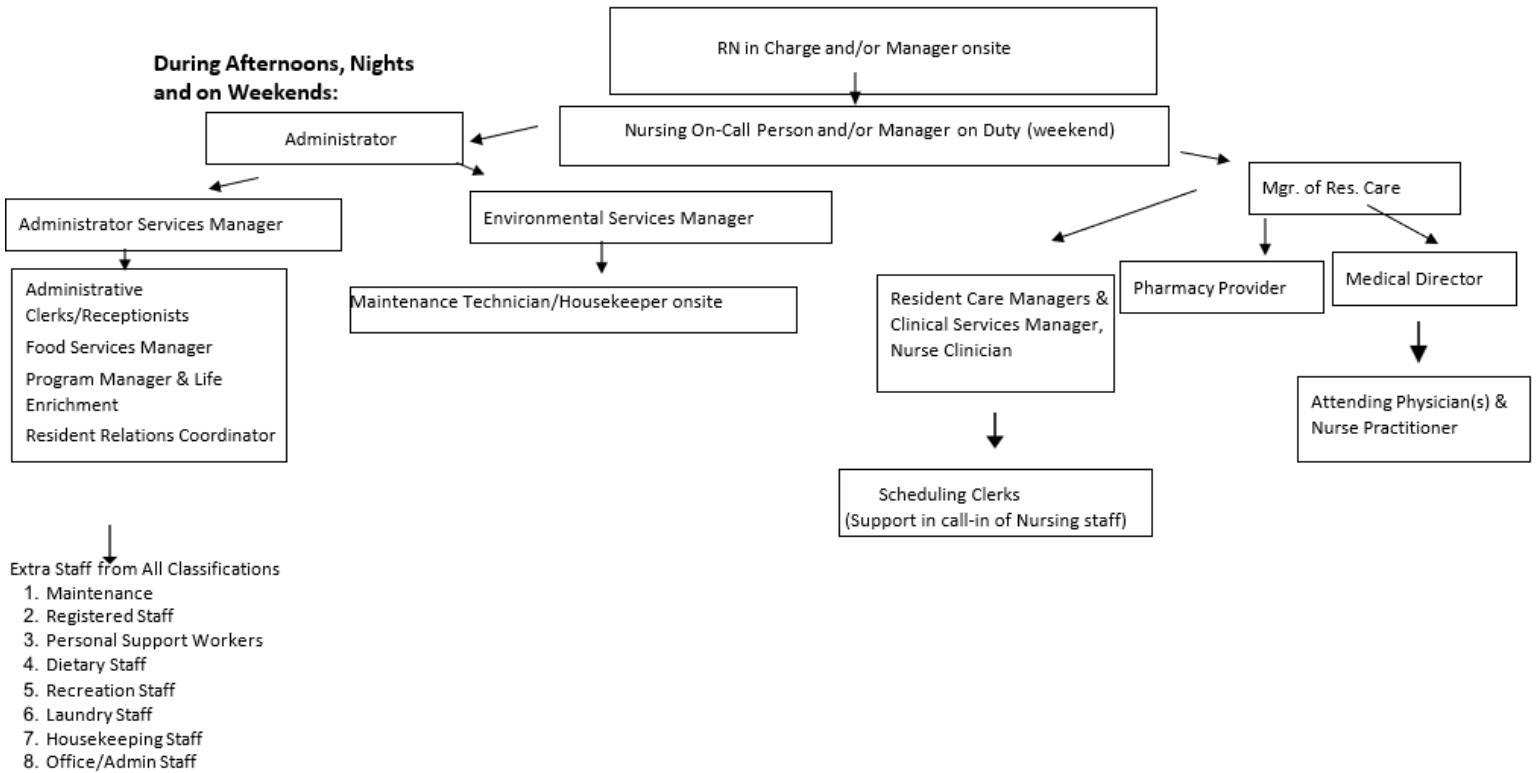 During Afternoons, Nights
and on Weekends:
RN in Charge and/or Manager onsite
Nursing On-Call Person and/or Manager on Duty (weekend)
Administrator
Mgr. of Res. Care
Administrator Services Manager
Environmental Services Manager
Administrative
Clerks/Receptionists
Food Services Manager
Program Manager & Life
Enrichment
Resident Relations Coordinator
Maintenance Technician/Housekeeper onsite
Resident Care Managers &
Clinical Services Manager,
Nurse Clinician
Pharmacy Provider
Medical Director
Attending Physician(s) &
Nurse Practitioner
Scheduling Clerks
(Support in call-in of Nursing staff)
Extra Staff from All Classifications
1. Maintenance
2. Registered Staff
3. Personal Support Workers
4. Dietary Staff
5. Recreation Staff
6. Laundry Staff
7. Housekeeping Staff
8. Office/Admin Staff